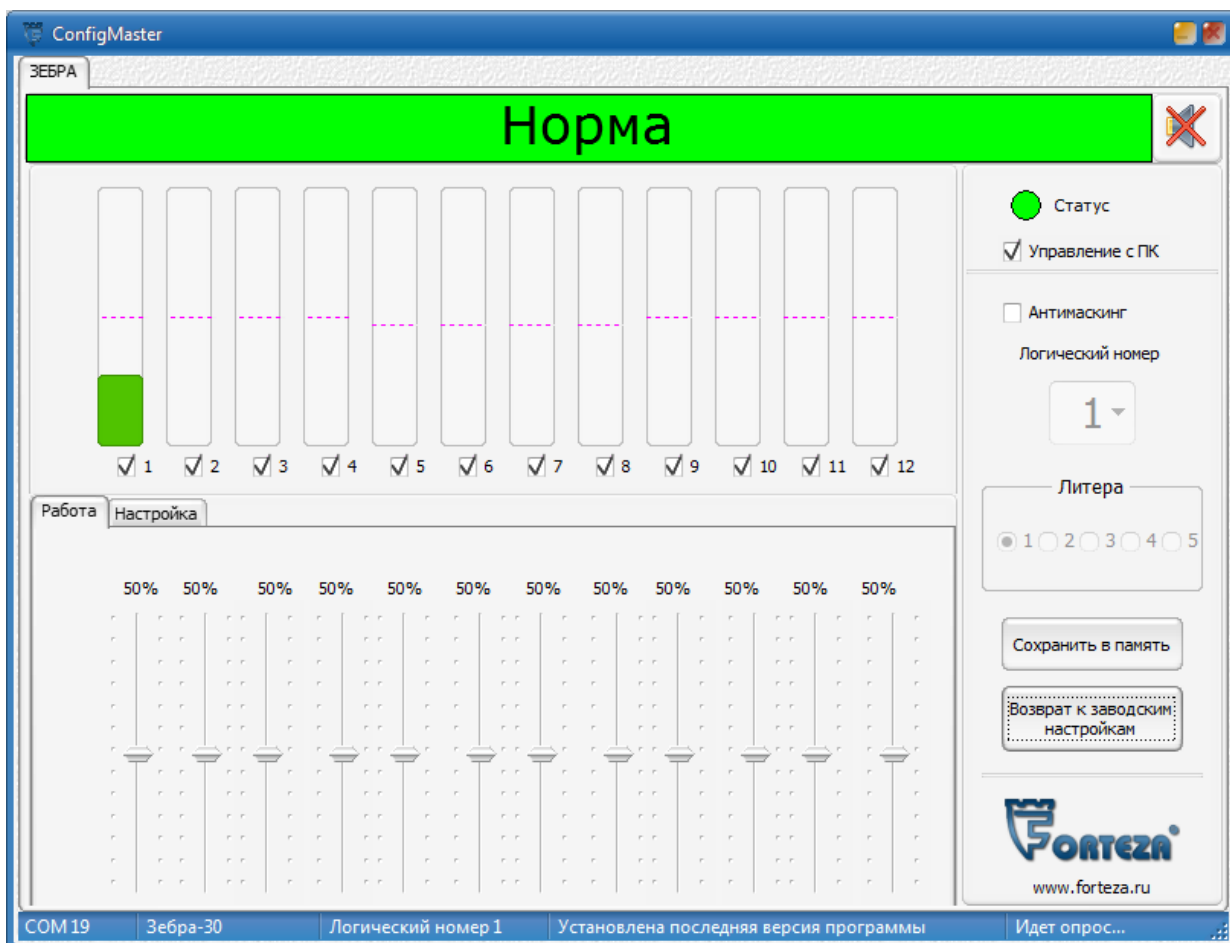 ConfigMaster
ЗЕБРА
Норма
Статус
Управление с ПК
Антимаскинг
Логический номер
1
1 2 3 4 5 6 7 8 9 10 11 12
Литера
1 2 3 4 5
Работа Настройка
50% 50% 50% 50% 50% 50% 50% 50% 50% 50% 50% 50%
Сохранить в память
Возврат к заводским
настройкам
FORTEZA
www.forteza.ru
COM 19 Зебра-30 Логический номер 1 Установлена последняя версия программы Идет опрос...